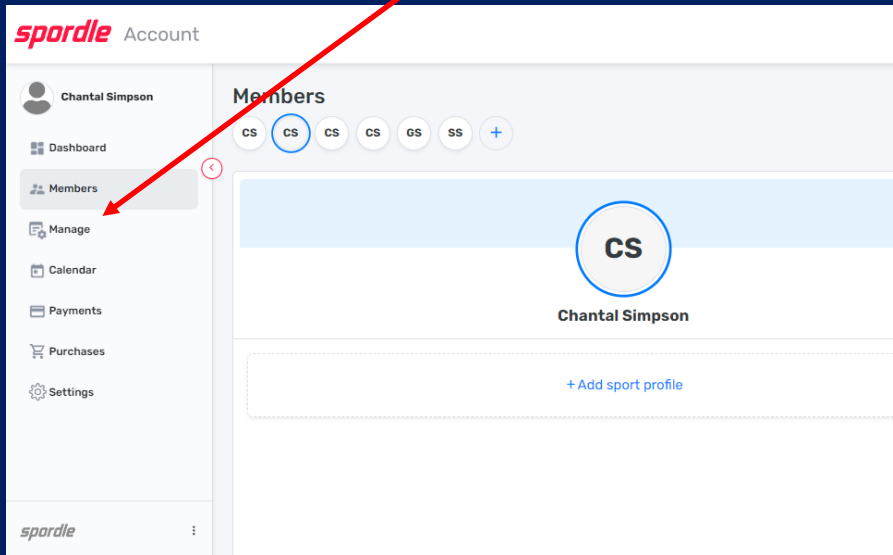 spordle Account
Chantal Simpson
Dashboard
Members
Manage
Calendar
Payments
Purchases
Settings
spordle
Members
CS CS CS CS GS SS +
CS
Chantal Simpson
+ Add sport profile